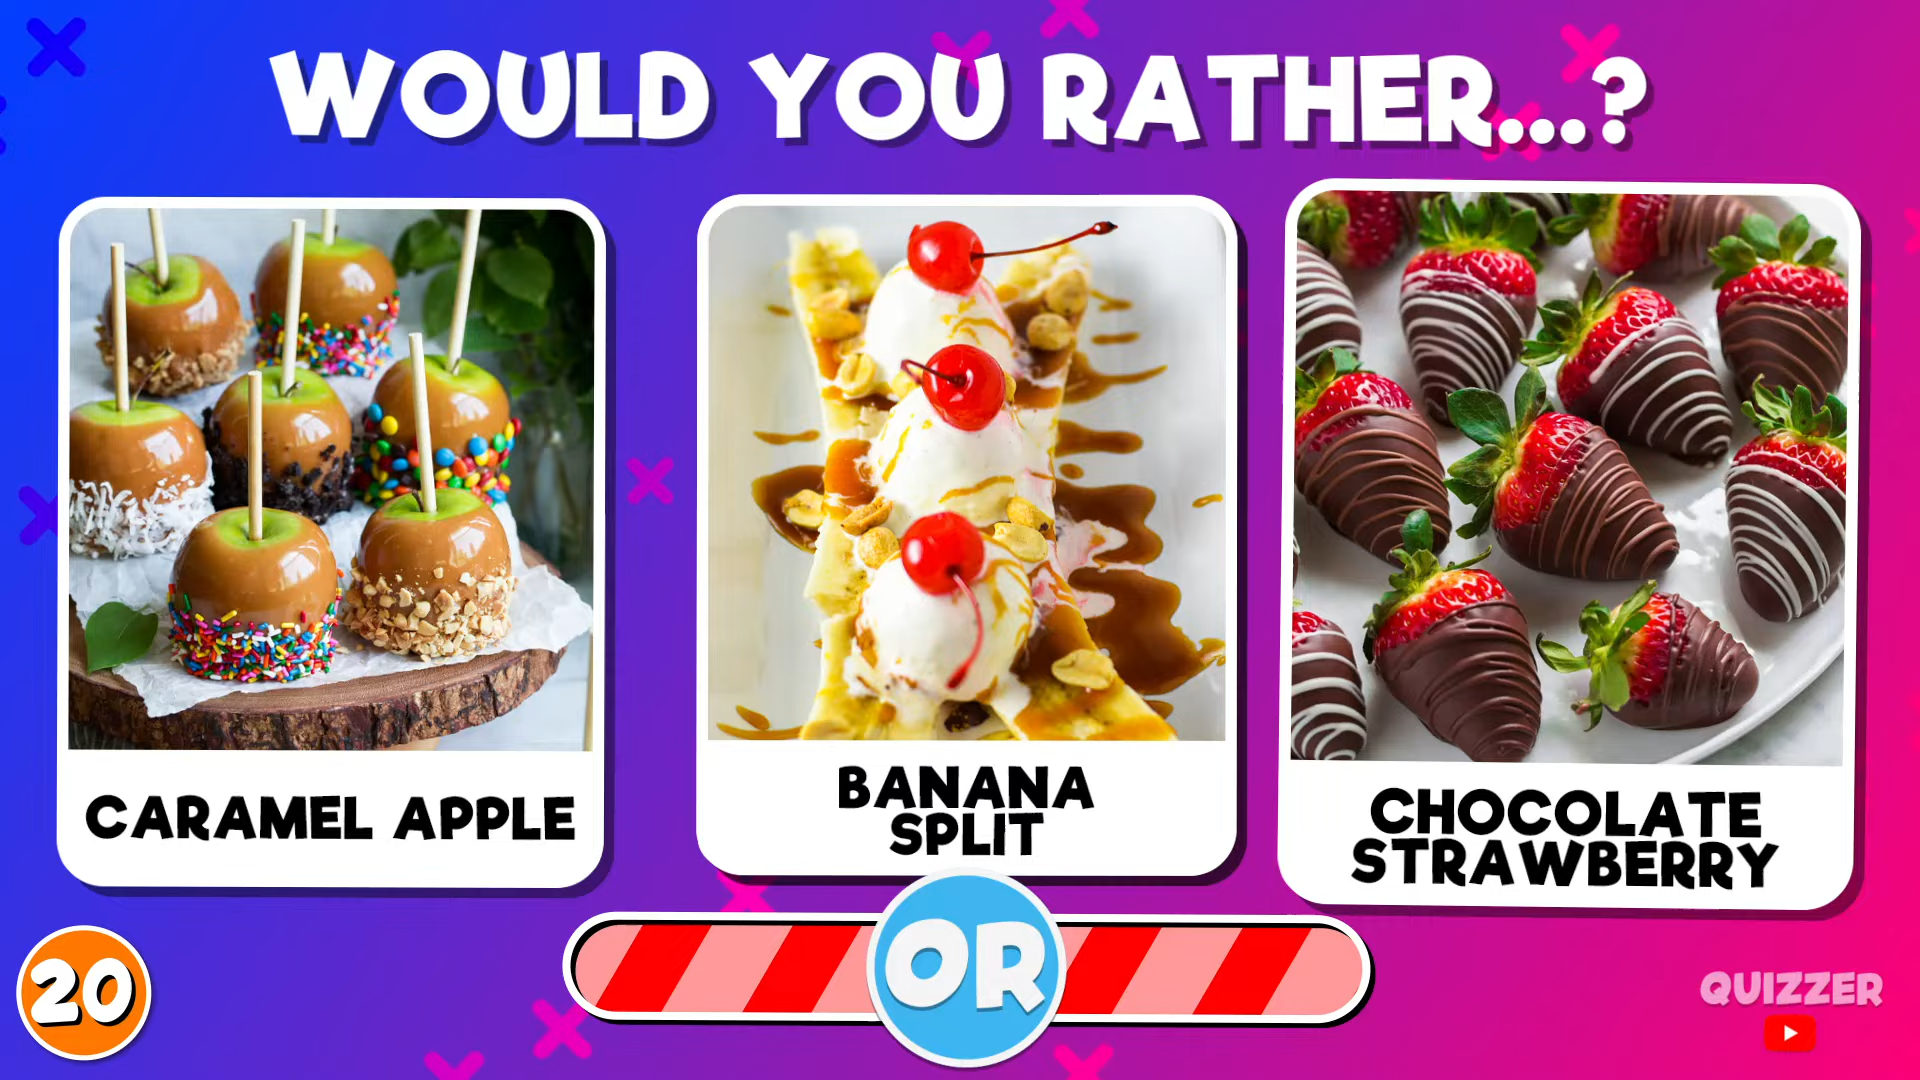 WOULD YOU RATHER...?
CARAMEL APPLE
BANANA
SPLIT
CHOCOLATE
STRAWBERRY
OR
20
QUIZZER